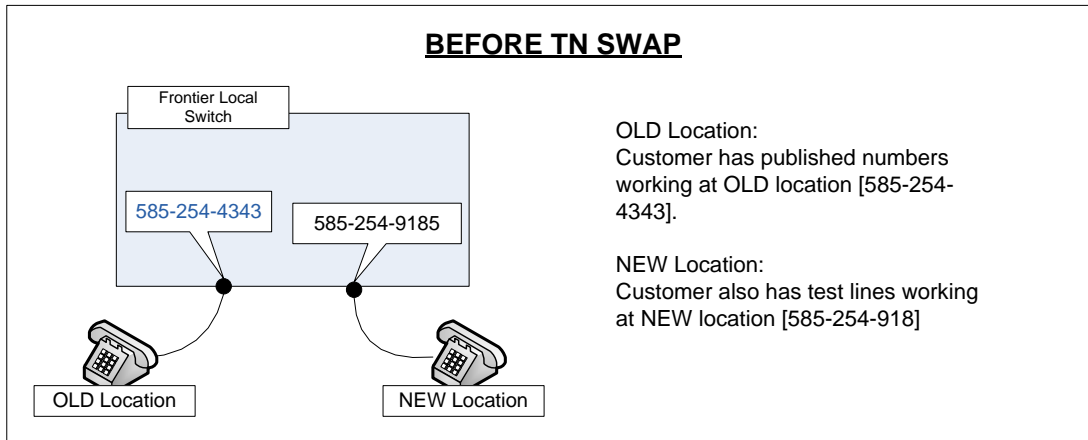 BEFORE TN SWAP
Frontier Local
Switch
585-254-4343
585-254-9185
OLD Location
NEW Location
OLD Location:
Customer has published numbers
working at OLD location [585-254-
4343].
NEW Location:
Customer also has test lines working
at NEW location [585-254-918]